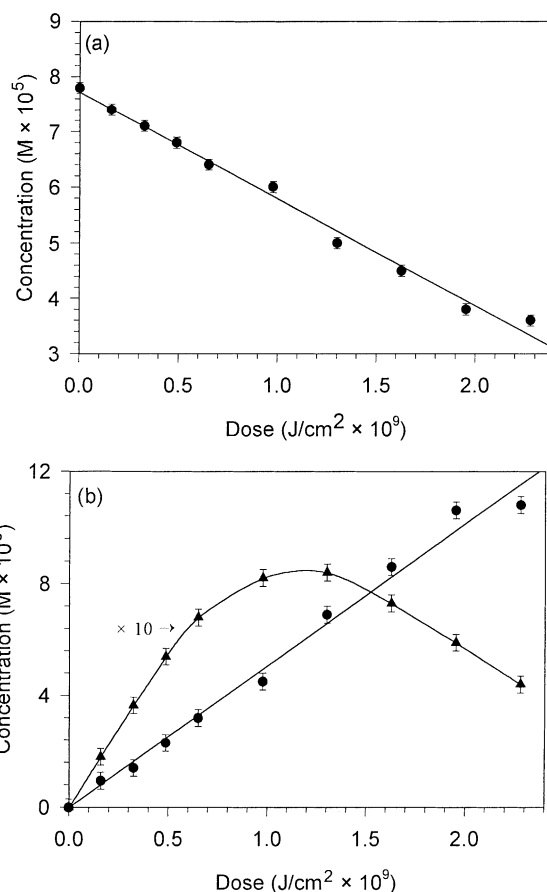 (a)
9
8
7
6
5
4
3
Concentration (M × 10⁵)
0.0 0.5 1.0 1.5 2.0
Dose (J/cm² × 10⁹)
(b)
12
8
4
0
× 10 →
Concentration (M × 10
0.0 0.5 1.0 1.5 2.0
Dose (J/cm² × 10⁹)